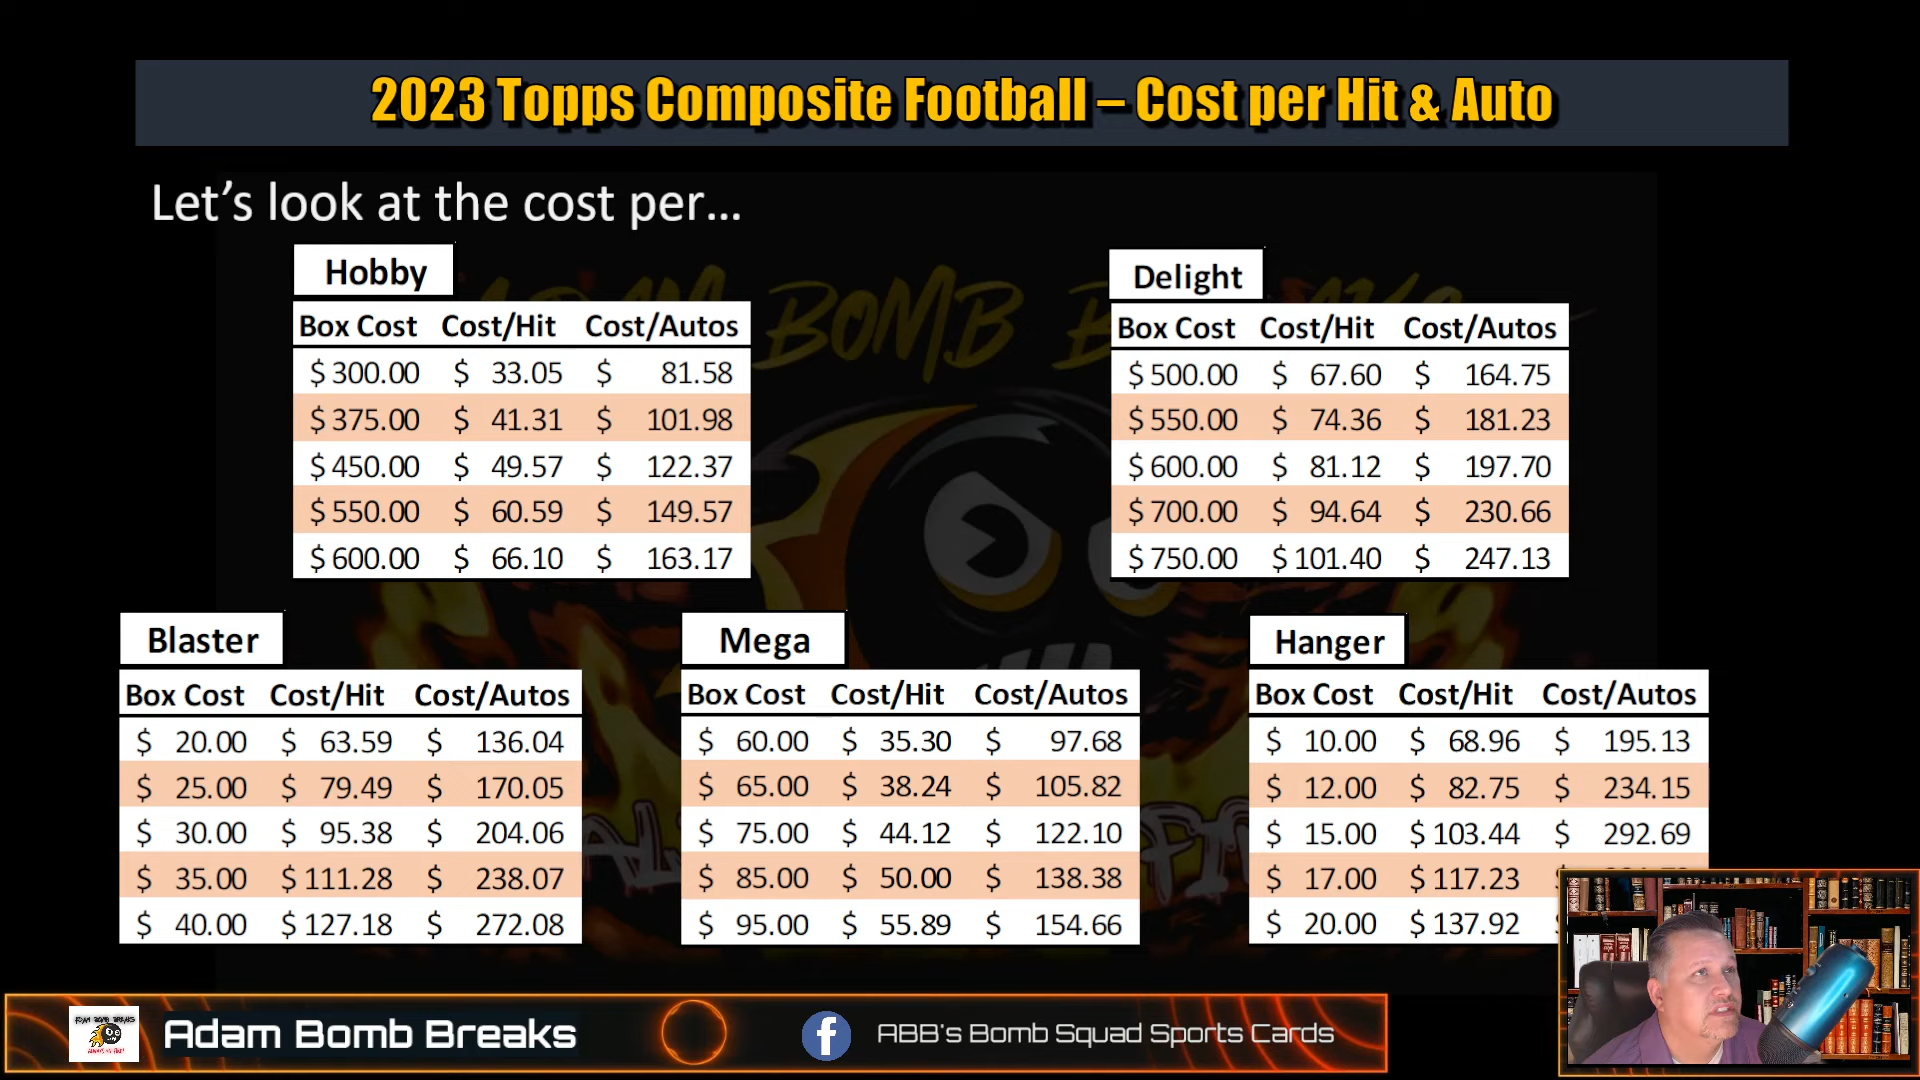 2023 Topps Composite Football – Cost per Hit & Auto
Let's look at the cost per...
Hobby
Box Cost Cost/Hit Cost/Autos
$ 300.00 $ 33.05 $ 81.58
$ 375.00 $ 41.31 $ 101.98
$ 450.00 $ 49.57 $ 122.37
$ 550.00 $ 60.59 $ 149.57
$ 600.00 $ 66.10 $ 163.17
Delight
Box Cost Cost/Hit Cost/Autos
$ 500.00 $ 67.60 $ 164.75
$ 550.00 $ 74.36 $ 181.23
$ 600.00 $ 81.12 $ 197.70
$ 700.00 $ 94.64 $ 230.66
$ 750.00 $ 101.40 $ 247.13
Blaster
Box Cost Cost/Hit Cost/Autos
$ 20.00 $ 63.59 $ 136.04
$ 25.00 $ 79.49 $ 170.05
$ 30.00 $ 95.38 $ 204.06
$ 35.00 $ 111.28 $ 238.07
$ 40.00 $ 127.18 $ 272.08
Mega
Box Cost Cost/Hit Cost/Autos
$ 60.00 $ 35.30 $ 97.68
$ 65.00 $ 38.24 $ 105.82
$ 75.00 $ 44.12 $ 122.10
$ 85.00 $ 50.00 $ 138.38
$ 95.00 $ 55.89 $ 154.66
Hanger
Box Cost Cost/Hit Cost/Autos
$ 10.00 $ 68.96 $ 195.13
$ 12.00 $ 82.75 $ 234.15
$ 15.00 $ 103.44 $ 292.69
$ 17.00 $ 117.23
$ 20.00 $ 137.92
BOMB
Adam Bomb Breaks
ABB's Bomb Squad Sports Cards